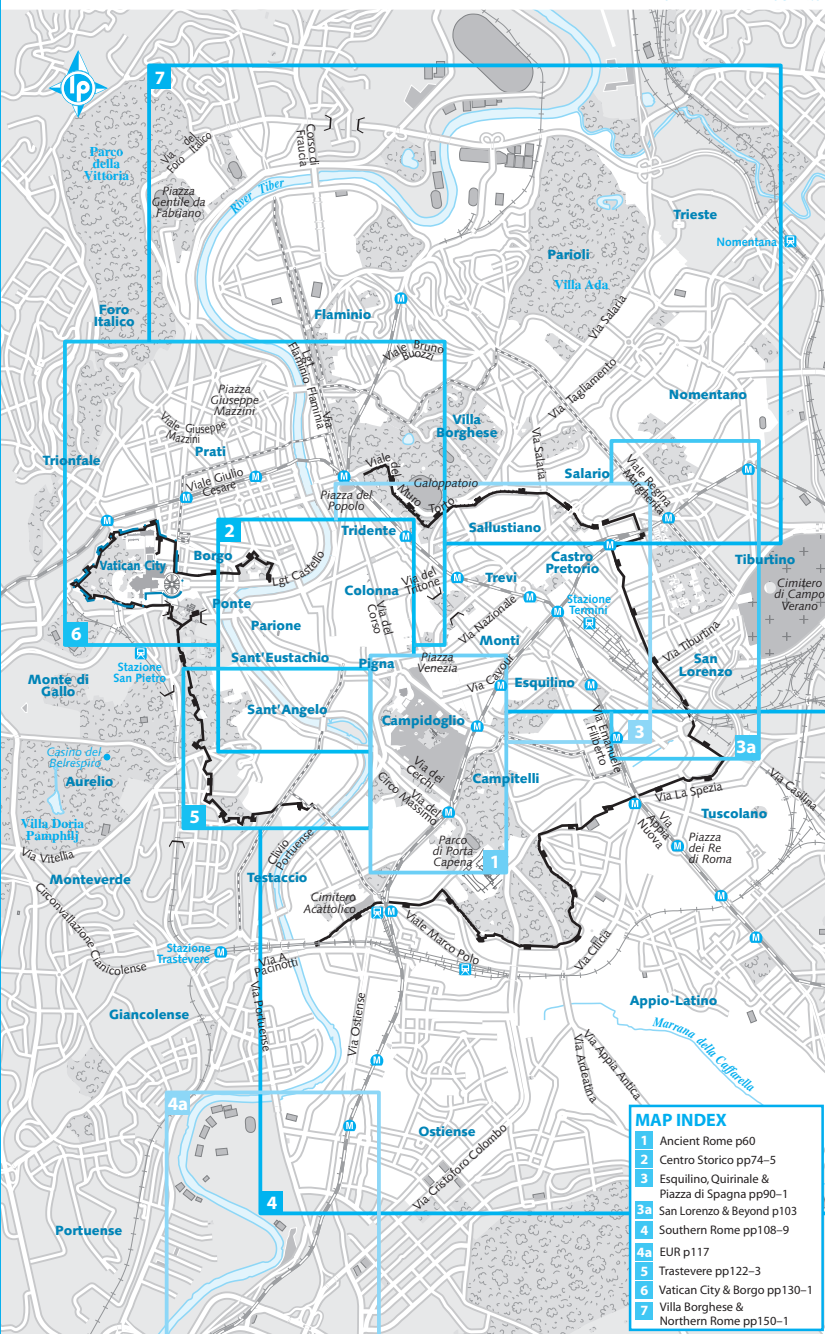 lp
7
Parco
della
Vittoria
Via del
Foro Italico
Corso di
Fraucia
River Tiber
Piazza
Gentile da
Fabriano
Trieste
Nomentana
Parioli
Villa Ada
Foro
Italico
Flaminio
M
Via Salaria
Lgt
Flaminio
Via
Flaminia
Viale Bruno
Buozzi
Piazza
Giuseppe
Mazzini
Via Tagliamento
Nomentano
Viale Giuseppe
Mazzini
Villa
Borghese
Via Salaria
Prati
Trionfale
Viale Giulio
Cesare
M
M
M
Piazza del
Popolo
Viale del
Muro Torto
Galoppatoio
Salario
Viale Regina
Margherita
M
M
M
2
Tridente
M
Sallustiano
M
Vatican City
Borgo
Lgt Castello
Castro
Pretorio
Tiburtino
Cimitero
di Campo
Verano
Ponte
Colonna
Via del
Tritone
M
Trevi
M
Stazione
Termini
M
Parione
Via del
Corso
Via Nazionale
Monti
6
Stazione
San Pietro
Sant'Eustachio
Pigna
Piazza
Venezia
Via Tiburtina
San
Lorenzo
Monte di
Gallo
Via Cavour
M
Esquilino
M
Sant'Angelo
Campidoglio
M
Via Emanuele
Filiberto
M
3
3a
Casino del
Belrespiro
Aurelio
Via dei
Cerchi
Campitelli
Via La Spezia
Via Casilina
Villa Doria
Pamphilj
5
Via del
Circo Massimo
M
M
Via
Appia
Nuova
Tuscolano
Via Vitellia
Clivio
Portuense
Parco
di Porta
Capena
1
M
Piazza
dei Re
di Roma
Monteverde
Testaccio
Cimitero
Acattolico
M
M
Circonvallazione Gianicolense
Viale Marco Polo
Via Cilicia
M
Stazione
Trastevere
M
Via A.
Pacinotti
Giancolense
Via Portuense
Via Ostiense
Appio-Latino
Marrana della Caffarella
M
Via Ardeatina
Via Appia Antica
4a
M
Ostiense
Via Cristoforo Colombo
4
Portuense
MAP INDEX
1 Ancient Rome p60
2 Centro Storico pp74–5
3 Esquilino, Quirinale &
Piazza di Spagna pp90–1
3a San Lorenzo & Beyond p103
4 Southern Rome pp108–9
4a EUR p117
5 Trastevere pp122–3
6 Vatican City & Borgo pp130–1
7 Villa Borghese &
Northern Rome pp150–1